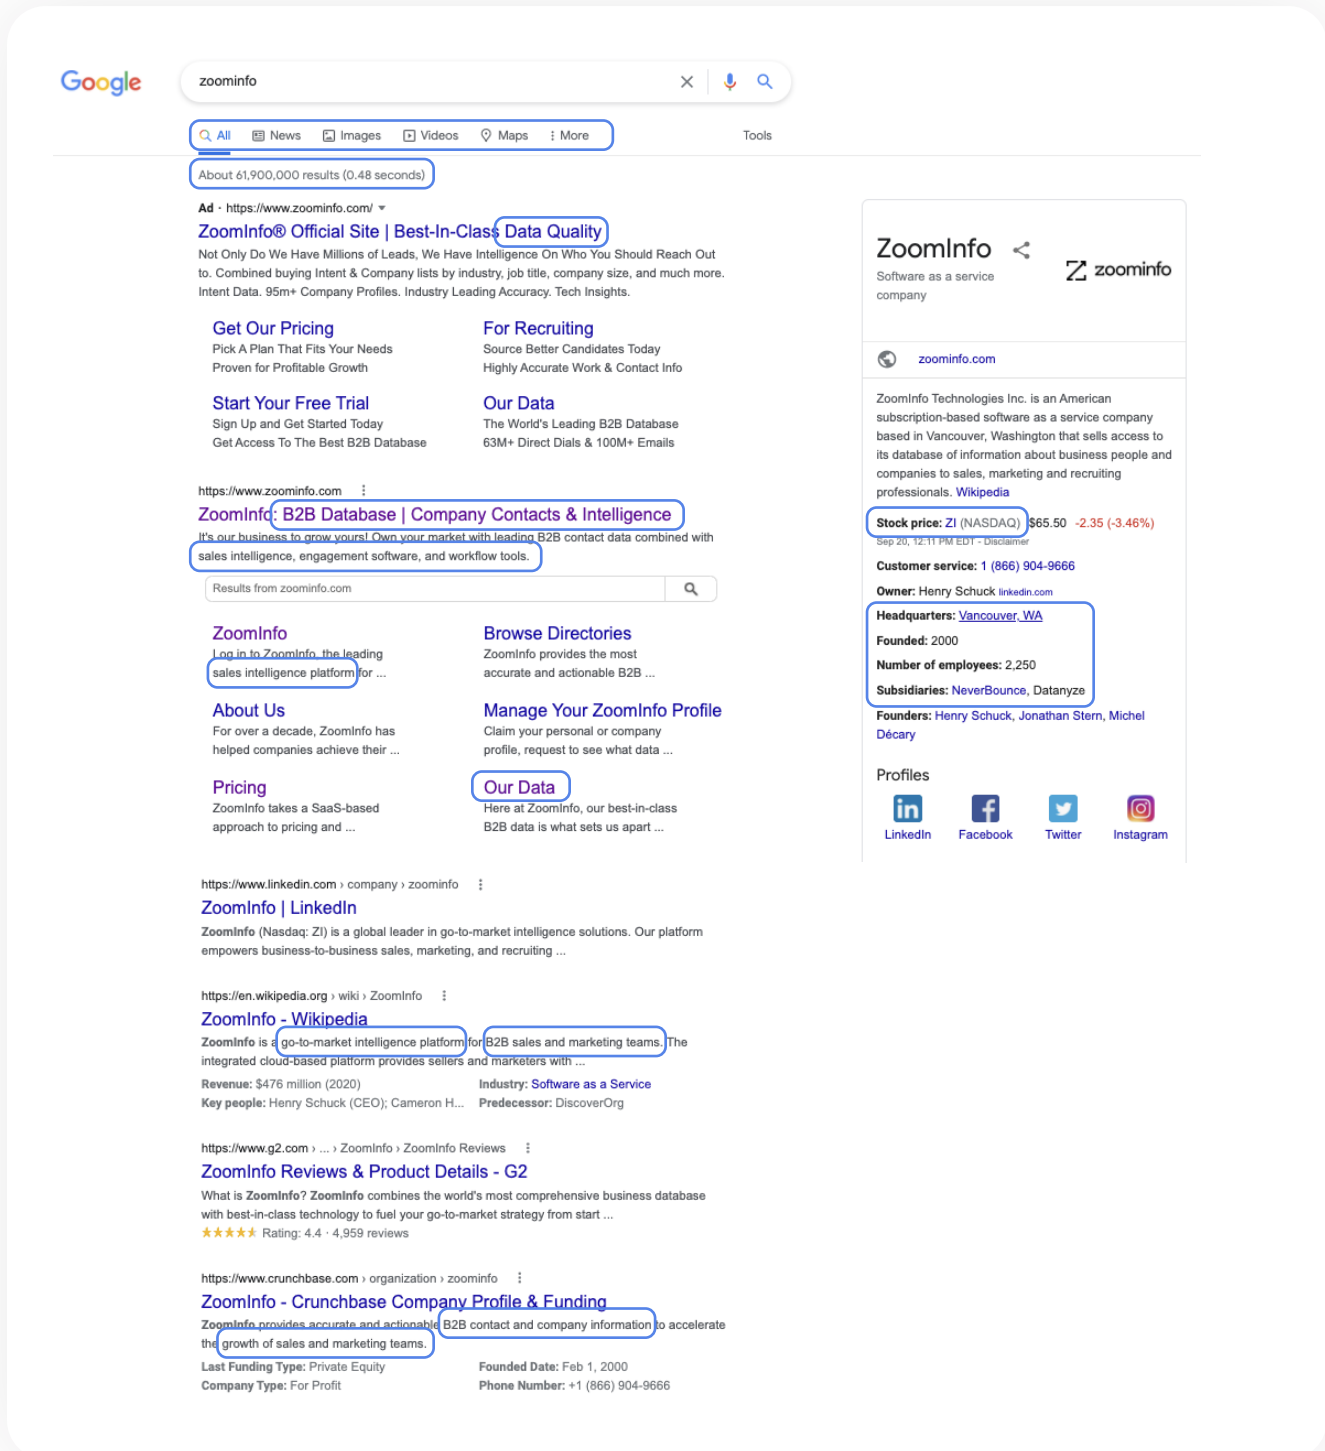 Google
zoominfo
All News Images Videos Maps More Tools
About 61,900,000 results (0.48 seconds)
Ad · https://www.zoominfo.com/
ZoomInfo® Official Site | Best-In-Class Data Quality
Not Only Do We Have Millions of Leads, We Have Intelligence On Who You Should Reach Out
to. Combined buying Intent & Company lists by industry, job title, company size, and much more.
Intent Data. 95m+ Company Profiles. Industry Leading Accuracy. Tech Insights.
Get Our Pricing
Pick A Plan That Fits Your Needs
Proven for Profitable Growth
For Recruiting
Source Better Candidates Today
Highly Accurate Work & Contact Info
Start Your Free Trial
Sign Up and Get Started Today
Get Access To The Best B2B Database
Our Data
The World's Leading B2B Database
63M+ Direct Dials & 100M+ Emails
https://www.zoominfo.com
ZoomInfo: B2B Database | Company Contacts & Intelligence
It's our business to grow yours! Own your market with leading B2B contact data combined with
sales intelligence, engagement software, and workflow tools.
Results from zoominfo.com
ZoomInfo
Log in to ZoomInfo, the leading
sales intelligence platform for ...
Browse Directories
ZoomInfo provides the most
accurate and actionable B2B ...
About Us
For over a decade, ZoomInfo has
helped companies achieve their ...
Manage Your ZoomInfo Profile
Claim your personal or company
profile, request to see what data ...
Pricing
ZoomInfo takes a SaaS-based
approach to pricing and ...
Our Data
Here at ZoomInfo, our best-in-class
B2B data is what sets us apart ...
https://www.linkedin.com › company › zoominfo
ZoomInfo | LinkedIn
ZoomInfo (Nasdaq: ZI) is a global leader in go-to-market intelligence solutions. Our platform
empowers business-to-business sales, marketing, and recruiting ...
https://en.wikipedia.org › wiki › ZoomInfo
ZoomInfo - Wikipedia
ZoomInfo is a go-to-market intelligence platform for B2B sales and marketing teams. The
integrated cloud-based platform provides sellers and marketers with ...
Revenue: $476 million (2020) Industry: Software as a Service
Key people: Henry Schuck (CEO); Cameron H... Predecessor: DiscoverOrg
https://www.g2.com › ... › ZoomInfo › ZoomInfo Reviews
ZoomInfo Reviews & Product Details - G2
What is ZoomInfo? ZoomInfo combines the world's most comprehensive business database
with best-in-class technology to fuel your go-to-market strategy from start ...
Rating: 4.4 · 4,959 reviews
https://www.crunchbase.com › organization › zoominfo
ZoomInfo - Crunchbase Company Profile & Funding
ZoomInfo provides accurate and actionable B2B contact and company information to accelerate
the growth of sales and marketing teams.
Last Funding Type: Private Equity Founded Date: Feb 1, 2000
Company Type: For Profit Phone Number: +1 (866) 904-9666
ZoomInfo
Software as a service
company
zoominfo
zoominfo.com
ZoomInfo Technologies Inc. is an American
subscription-based software as a service company
based in Vancouver, Washington that sells access to
its database of information about business people and
companies to sales, marketing and recruiting
professionals. Wikipedia
Stock price: ZI (NASDAQ) $65.50 -2.35 (-3.46%)
Sep 20, 12:11 PM EDT - Disclaimer
Customer service: 1 (866) 904-9666
Owner: Henry Schuck linkedin.com
Headquarters: Vancouver, WA
Founded: 2000
Number of employees: 2,250
Subsidiaries: NeverBounce, Datanyze
Founders: Henry Schuck, Jonathan Stern, Michel
Décary
Profiles
LinkedIn Facebook Twitter Instagram